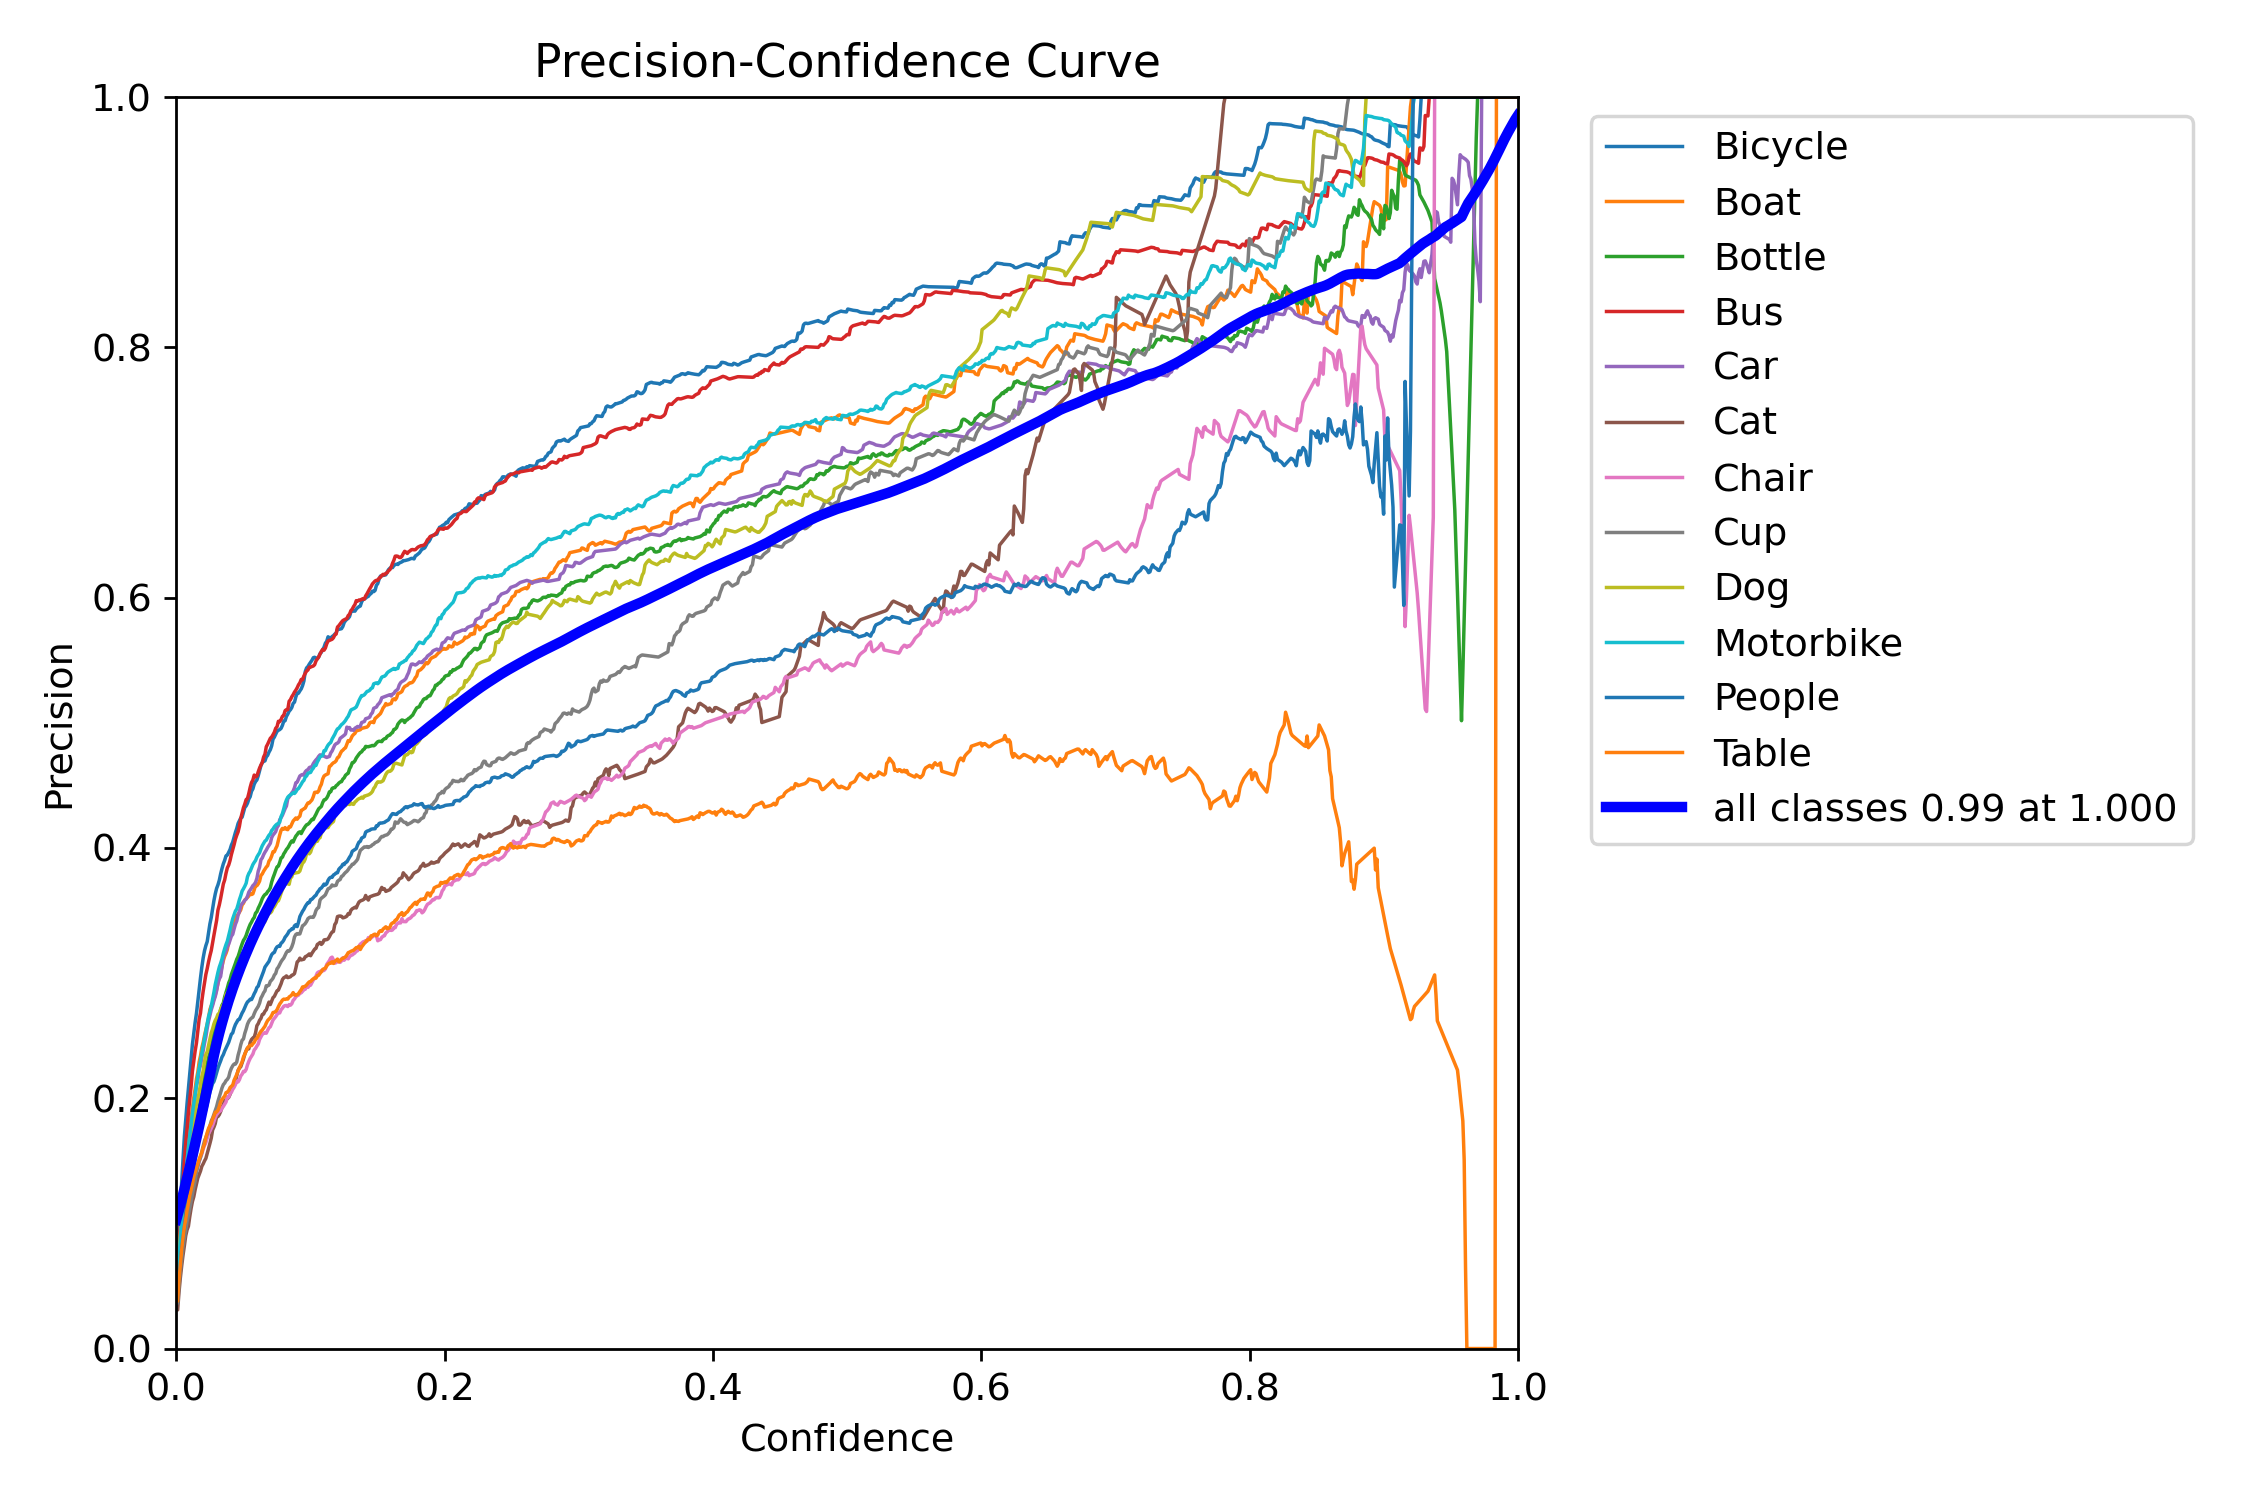 Precision-Confidence Curve
1.0
0.8
0.6
0.4
0.2
0.0
Precision
0.0 0.2 0.4 0.6 0.8 1.0
Confidence
Bicycle
Boat
Bottle
Bus
Car
Cat
Chair
Cup
Dog
Motorbike
People
Table
all classes 0.99 at 1.000